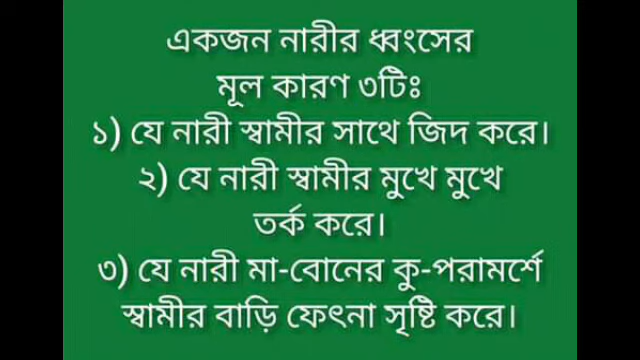 একজন নারীর ধ্বংসের
মূল কারণ ৩টিঃ
১) যে নারী স্বামীর সাথে জিদ করে।
২) যে নারী স্বামীর মুখে মুখে
তর্ক করে।
৩) যে নারী মা-বোনের কু-পরামর্শে
স্বামীর বাড়ি ফেৎনা সৃষ্টি করে।